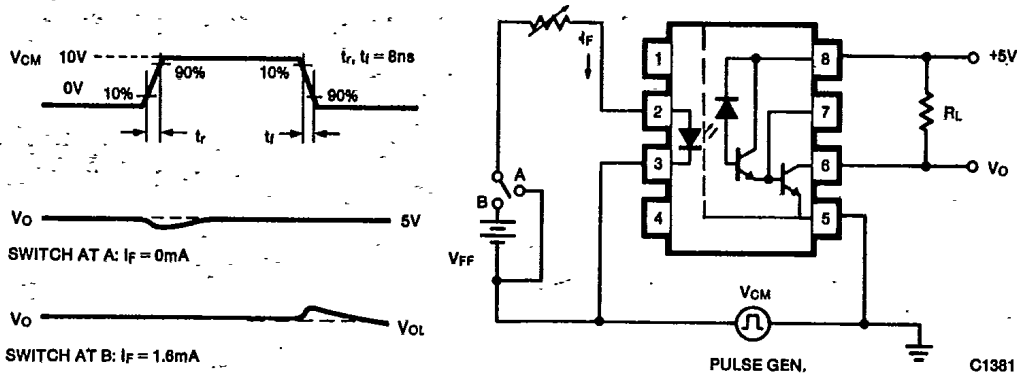 VCM 10V
0V
10%
90%
10%
90%
tr, tf = 8ns
tr
tf
VO
5V
SWITCH AT A: IF = 0mA
VO
VOL
SWITCH AT B: IF = 1.6mA
IF
A
B
VFF
1
2
3
4
8
7
6
5
+5V
RL
VO
VCM
PULSE GEN.
C1381